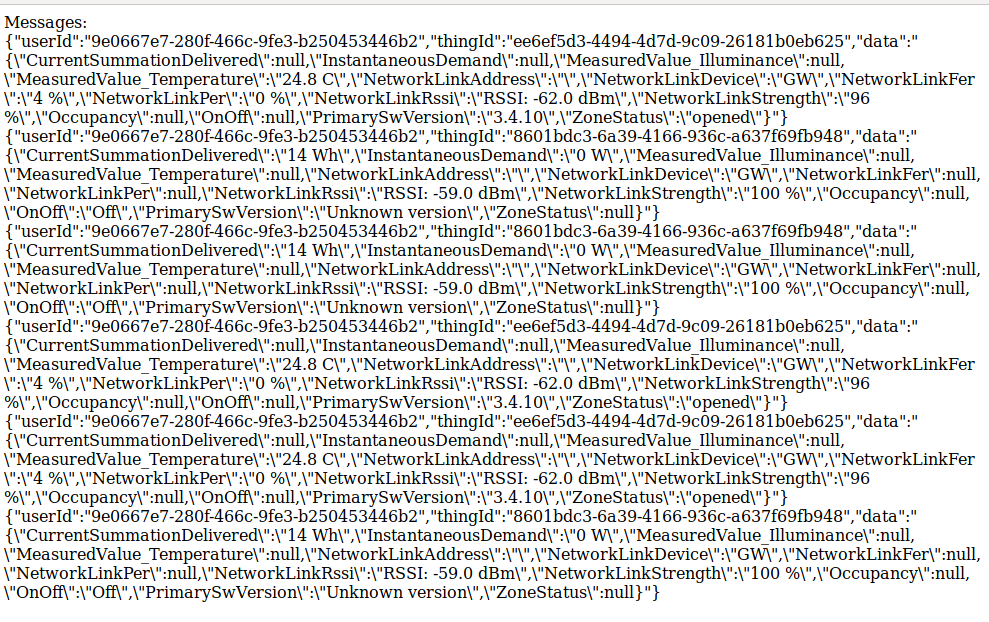 Messages:
{"userId":"9e0667e7-280f-466c-9fe3-b250453446b2","thingId":"ee6ef5d3-4494-4d7d-9c09-26181b0eb625","data":"
{\"CurrentSummationDelivered\":null,\"InstantaneousDemand\":null,\"MeasuredValue_Illuminance\":null,
\"MeasuredValue_Temperature\":\"24.8 C\",\"NetworkLinkAddress\":\"\",\"NetworkLinkDevice\":\"GW\",\"NetworkLinkFer
\":\"4 %\",\"NetworkLinkPer\":\"0 %\",\"NetworkLinkRssi\":\"RSSI: -62.0 dBm\",\"NetworkLinkStrength\":\"96
%\",\"Occupancy\":null,\"OnOff\":null,\"PrimarySwVersion\":\"3.4.10\",\"ZoneStatus\":\"opened\"}"}
{"userId":"9e0667e7-280f-466c-9fe3-b250453446b2","thingId":"8601bdc3-6a39-4166-936c-a637f69fb948","data":"
{\"CurrentSummationDelivered\":\"14 Wh\",\"InstantaneousDemand\":\"0 W\",\"MeasuredValue_Illuminance\":null,
\"MeasuredValue_Temperature\":null,\"NetworkLinkAddress\":\"\",\"NetworkLinkDevice\":\"GW\",\"NetworkLinkFer\":null,
\"NetworkLinkPer\":null,\"NetworkLinkRssi\":\"RSSI: -59.0 dBm\",\"NetworkLinkStrength\":\"100 %\",\"Occupancy\":null,
\"OnOff\":\"Off\",\"PrimarySwVersion\":\"Unknown version\",\"ZoneStatus\":null}"}
{"userId":"9e0667e7-280f-466c-9fe3-b250453446b2","thingId":"8601bdc3-6a39-4166-936c-a637f69fb948","data":"
{\"CurrentSummationDelivered\":\"14 Wh\",\"InstantaneousDemand\":\"0 W\",\"MeasuredValue_Illuminance\":null,
\"MeasuredValue_Temperature\":null,\"NetworkLinkAddress\":\"\",\"NetworkLinkDevice\":\"GW\",\"NetworkLinkFer\":null,
\"NetworkLinkPer\":null,\"NetworkLinkRssi\":\"RSSI: -59.0 dBm\",\"NetworkLinkStrength\":\"100 %\",\"Occupancy\":null,
\"OnOff\":\"Off\",\"PrimarySwVersion\":\"Unknown version\",\"ZoneStatus\":null}"}
{"userId":"9e0667e7-280f-466c-9fe3-b250453446b2","thingId":"ee6ef5d3-4494-4d7d-9c09-26181b0eb625","data":"
{\"CurrentSummationDelivered\":null,\"InstantaneousDemand\":null,\"MeasuredValue_Illuminance\":null,
\"MeasuredValue_Temperature\":\"24.8 C\",\"NetworkLinkAddress\":\"\",\"NetworkLinkDevice\":\"GW\",\"NetworkLinkFer
\":\"4 %\",\"NetworkLinkPer\":\"0 %\",\"NetworkLinkRssi\":\"RSSI: -62.0 dBm\",\"NetworkLinkStrength\":\"96
%\",\"Occupancy\":null,\"OnOff\":null,\"PrimarySwVersion\":\"3.4.10\",\"ZoneStatus\":\"opened\"}"}
{"userId":"9e0667e7-280f-466c-9fe3-b250453446b2","thingId":"ee6ef5d3-4494-4d7d-9c09-26181b0eb625","data":"
{\"CurrentSummationDelivered\":null,\"InstantaneousDemand\":null,\"MeasuredValue_Illuminance\":null,
\"MeasuredValue_Temperature\":\"24.8 C\",\"NetworkLinkAddress\":\"\",\"NetworkLinkDevice\":\"GW\",\"NetworkLinkFer
\":\"4 %\",\"NetworkLinkPer\":\"0 %\",\"NetworkLinkRssi\":\"RSSI: -62.0 dBm\",\"NetworkLinkStrength\":\"96
%\",\"Occupancy\":null,\"OnOff\":null,\"PrimarySwVersion\":\"3.4.10\",\"ZoneStatus\":\"opened\"}"}
{"userId":"9e0667e7-280f-466c-9fe3-b250453446b2","thingId":"8601bdc3-6a39-4166-936c-a637f69fb948","data":"
{\"CurrentSummationDelivered\":\"14 Wh\",\"InstantaneousDemand\":\"0 W\",\"MeasuredValue_Illuminance\":null,
\"MeasuredValue_Temperature\":null,\"NetworkLinkAddress\":\"\",\"NetworkLinkDevice\":\"GW\",\"NetworkLinkFer\":null,
\"NetworkLinkPer\":null,\"NetworkLinkRssi\":\"RSSI: -59.0 dBm\",\"NetworkLinkStrength\":\"100 %\",\"Occupancy\":null,
\"OnOff\":\"Off\",\"PrimarySwVersion\":\"Unknown version\",\"ZoneStatus\":null}"}